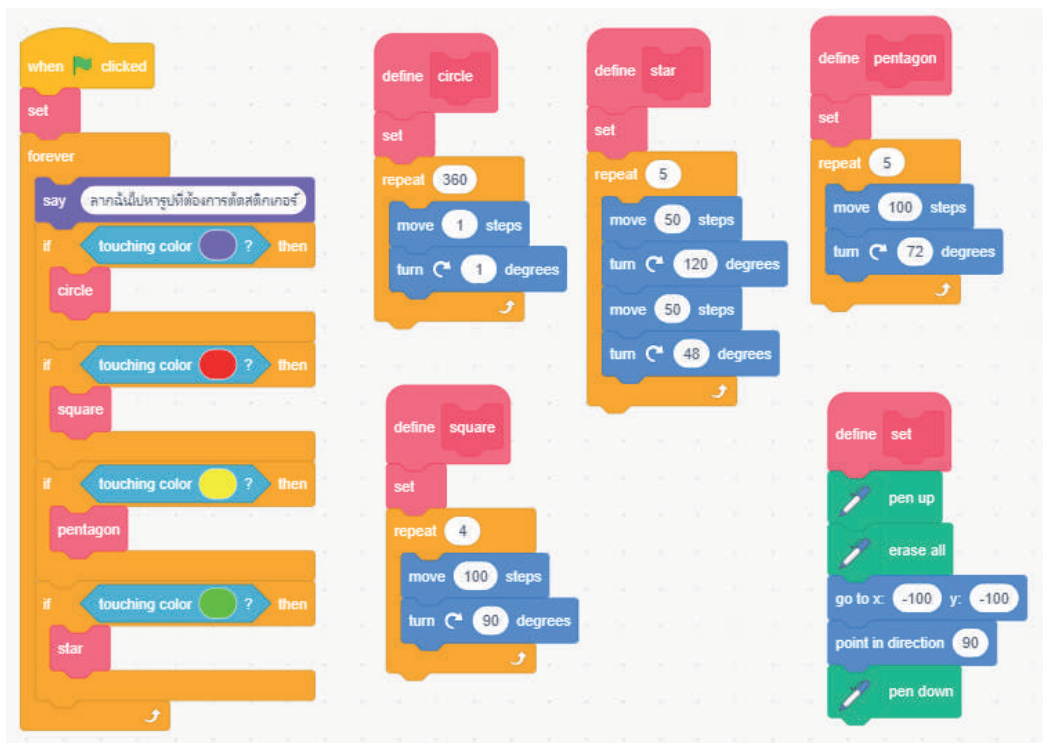 when clicked
set
forever
say ลากฉันไปหารูปที่ต้องการตัดสติกเกอร์
if touching color ? then
circle
if touching color ? then
square
if touching color ? then
pentagon
if touching color ? then
star
define circle
set
repeat 360
move 1 steps
turn 1 degrees
define square
set
repeat 4
move 100 steps
turn 90 degrees
define star
set
repeat 5
move 50 steps
turn 120 degrees
move 50 steps
turn 48 degrees
define pentagon
set
repeat 5
move 100 steps
turn 72 degrees
define set
pen up
erase all
go to x: -100 y: -100
point in direction 90
pen down